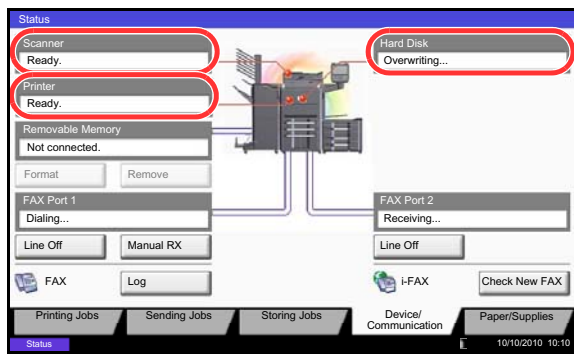 Status
Scanner
Ready.
Hard Disk
Overwriting...
Printer
Ready.
Removable Memory
Not connected.
Format
Remove
FAX Port 1
Dialing...
FAX Port 2
Receiving...
Line Off
Manual RX
Line Off
FAX
Log
i-FAX
Check New FAX
Printing Jobs
Sending Jobs
Storing Jobs
Device/
Communication
Paper/Supplies
Status
10/10/2010 10:10